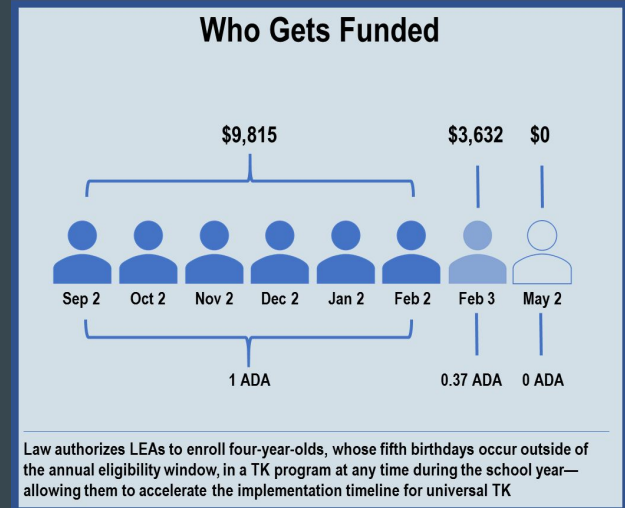 Who Gets Funded
$9,815 $3,632 $0
Sep 2 Oct 2 Nov 2 Dec 2 Jan 2 Feb 2 Feb 3 May 2
1 ADA 0.37 ADA 0 ADA
Law authorizes LEAs to enroll four-year-olds, whose fifth birthdays occur outside of
the annual eligibility window, in a TK program at any time during the school year—
allowing them to accelerate the implementation timeline for universal TK